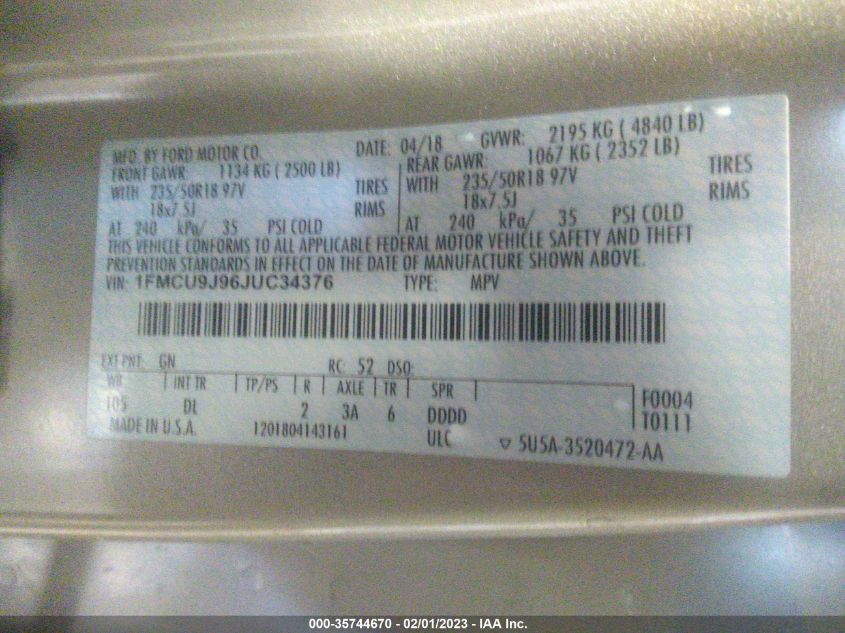 MFD. BY FORD MOTOR CO. DATE: 04/18 GVWR: 2195 KG ( 4840 LB)
FRONT GAWR: 1134 KG ( 2500 LB) REAR GAWR: 1067 KG ( 2352 LB)
WITH 235/50R18 97V TIRES WITH 235/50R18 97V TIRES
18x7.5J RIMS 18x7.5J RIMS
AT 240 kPa/ 35 PSI COLD AT 240 kPa/ 35 PSI COLD
THIS VEHICLE CONFORMS TO ALL APPLICABLE FEDERAL MOTOR VEHICLE SAFETY AND THEFT
PREVENTION STANDARDS IN EFFECT ON THE DATE OF MANUFACTURE SHOWN ABOVE.
VIN: 1FMCU9J96JUC34376 TYPE: MPV
EXT PNT: GN RC: 52 DSO:
WB INT TR TP/PS R AXLE TR SPR
105 DL 2 3A 6 DDDD
F0004
T0111
MADE IN U.S.A. 1201804143161 ULC ▽ 5U5A-3520472-AA
000-35744670 - 02/01/2023 - IAA Inc.